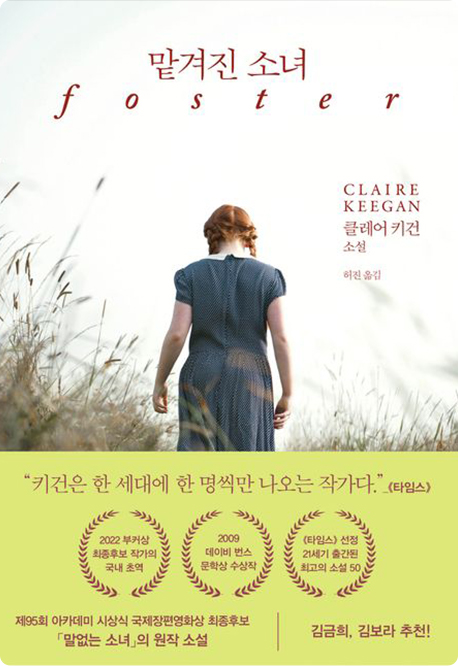 맡겨진 소녀
foster
CLAIRE
KEEGAN
클레어 키건
소설
허진 옮김
“키건은 한 세대에 한 명씩만 나오는 작가다.”_《타임스》
2022 부커상
최종후보 작가의
국내 초역
2009
데이비 번스
문학상 수상작
《타임스》 선정
21세기 출간된
최고의 소설 50
제95회 아카데미 시상식 국제장편영화상 최종후보
「말없는 소녀」의 원작 소설
김금희, 김보라 추천!